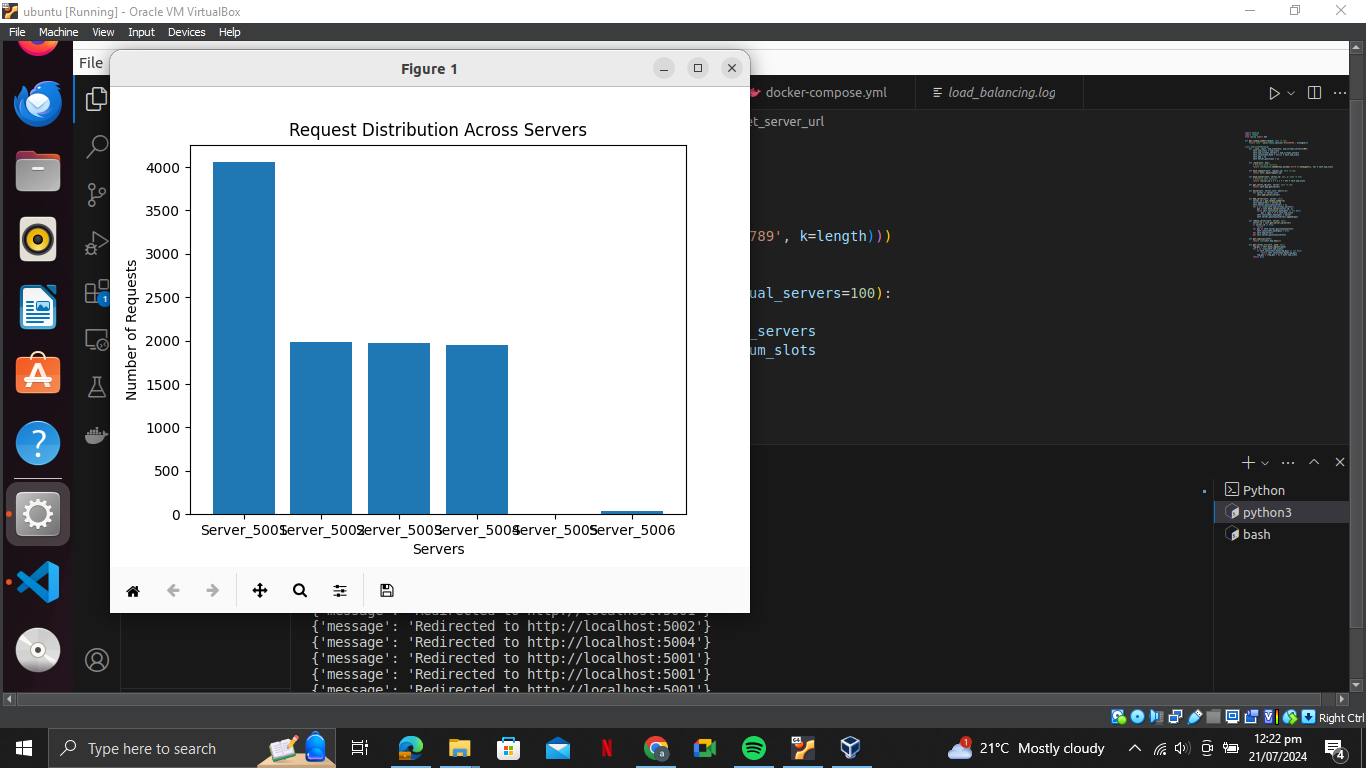 ubuntu [Running] - Oracle VM VirtualBox
File Machine View Input Devices Help
File
Figure 1
docker-compose.yml
load_balancing.log
et_server_url
Request Distribution Across Servers
4000
3500
3000
2500
2000
1500
1000
500
0
Number of Requests
Server_5001 Server_5002 Server_5003 Server_5004 Server_5005 Server_5006
Servers
789', k=length)))
ual_servers=100):
_servers
um_slots
1
Python
python3
bash
{'message': 'Redirected to http://localhost:5001'}
{'message': 'Redirected to http://localhost:5002'}
{'message': 'Redirected to http://localhost:5004'}
{'message': 'Redirected to http://localhost:5001'}
{'message': 'Redirected to http://localhost:5001'}
{'message': 'Redirected to http://localhost:5001'}
Right Ctrl
Type here to search
21°C Mostly cloudy
12:22 pm
21/07/2024
4